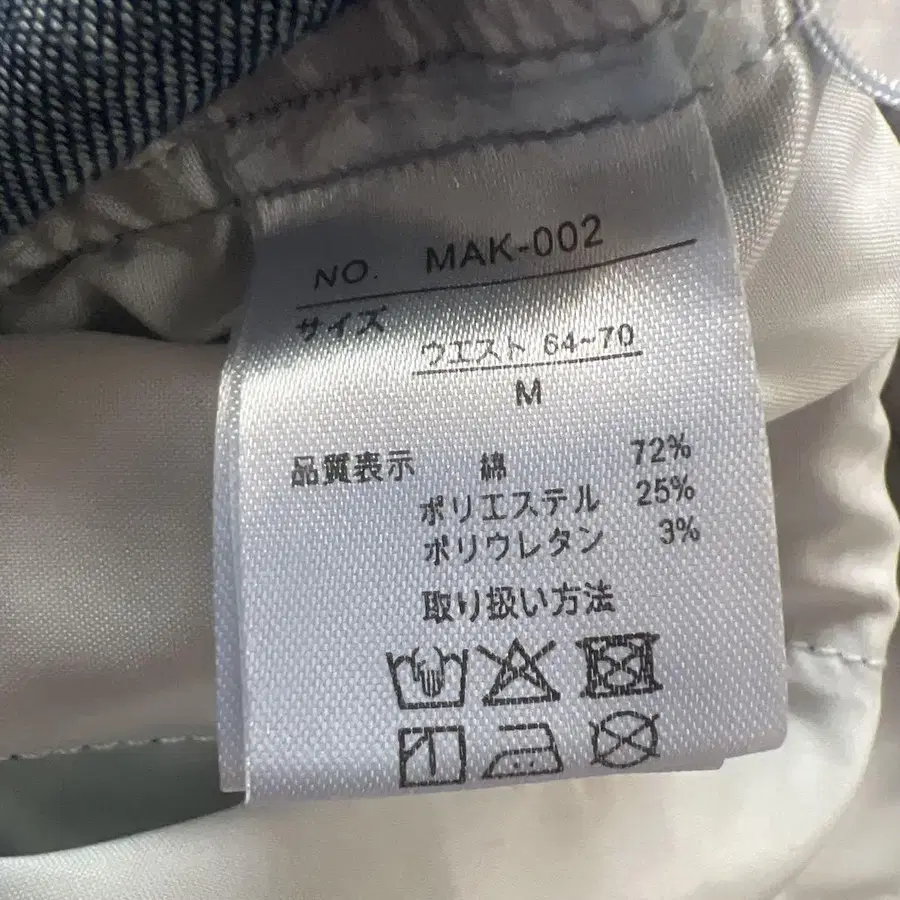 NO. MAK-002
サイズ
ウエスト 64~70
M
品質表示 綿 72%
ポリエステル 25%
ポリウレタン 3%
取り扱い方法